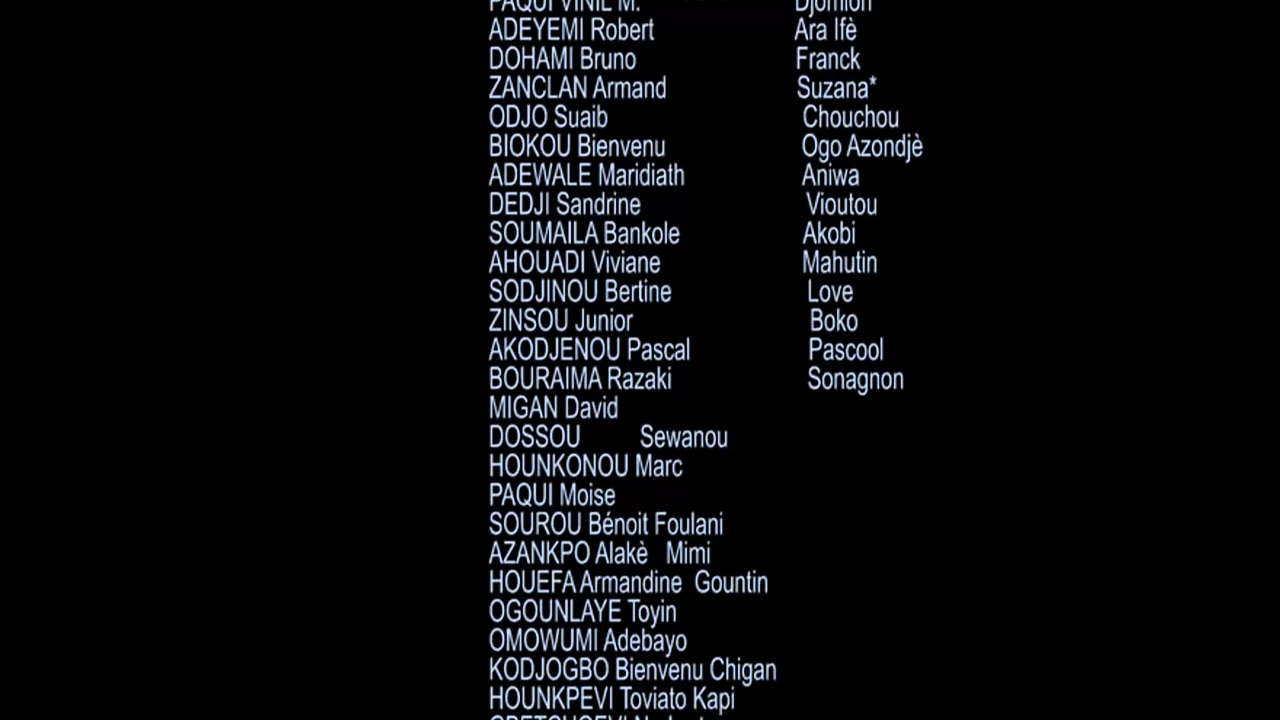 PAQUI VINIL M. Djomion
ADEYEMI Robert Ara Ifè
DOHAMI Bruno Franck
ZANCLAN Armand Suzana*
ODJO Suaib Chouchou
BIOKOU Bienvenu Ogo Azondjè
ADEWALE Maridiath Aniwa
DEDJI Sandrine Vioutou
SOUMAILA Bankole Akobi
AHOUADI Viviane Mahutin
SODJINOU Bertine Love
ZINSOU Junior Boko
AKODJENOU Pascal Pascool
BOURAIMA Razaki Sonagnon
MIGAN David
DOSSOU Sewanou
HOUNKONOU Marc
PAQUI Moise
SOUROU Bénoit Foulani
AZANKPO Alakè Mimi
HOUEFA Armandine Gountin
OGOUNLAYE Toyin
OMOWUMI Adebayo
KODJOGBO Bienvenu Chigan
HOUNKPEVI Toviato Kapi